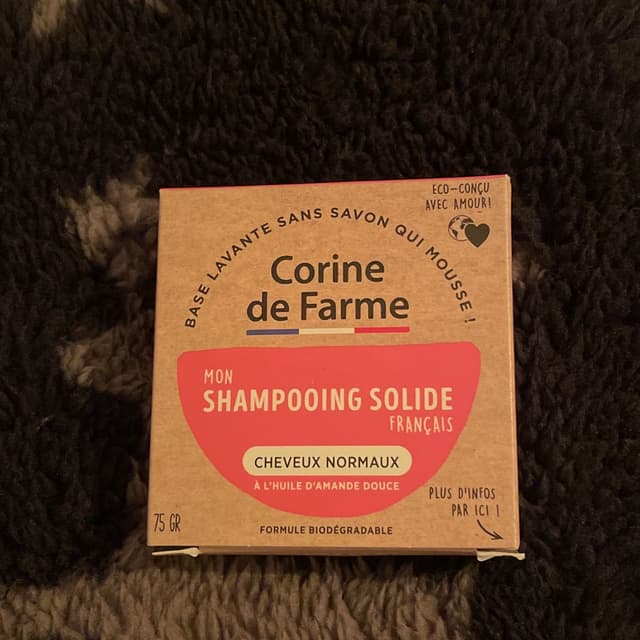 ECO-CONÇU
AVEC AMOUR!
BASE LAVANTE SANS SAVON QUI MOUSSE !
Corine
de Farme
MON
SHAMPOOING SOLIDE
FRANÇAIS
CHEVEUX NORMAUX
À L'HUILE D'AMANDE DOUCE
PLUS D'INFOS
PAR ICI !
75 GR
FORMULE BIODÉGRADABLE